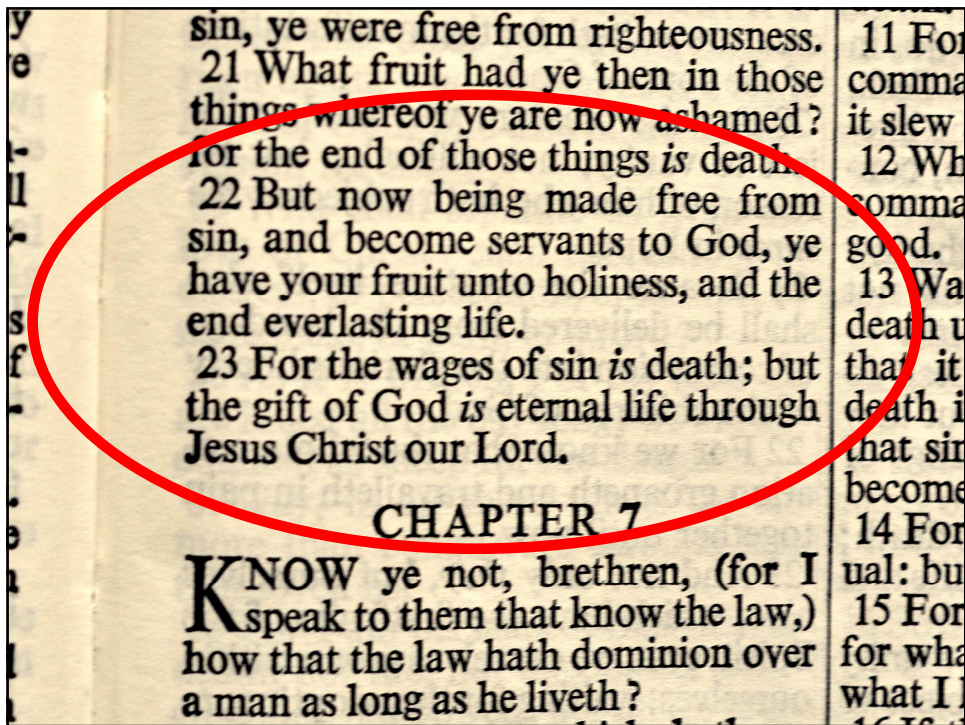 sin, ye were free from righteousness.
21 What fruit had ye then in those
things whereof ye are now ashamed?
for the end of those things is death.
22 But now being made free from
sin, and become servants to God, ye
have your fruit unto holiness, and the
end everlasting life.
23 For the wages of sin is death; but
the gift of God is eternal life through
Jesus Christ our Lord.
CHAPTER 7
KNOW ye not, brethren, (for I
speak to them that know the law,)
how that the law hath dominion over
a man as long as he liveth?
11 For
it slew
12
good.
13
death
that it
death
that sin
become
14 For
ual:
15 For
for
what I